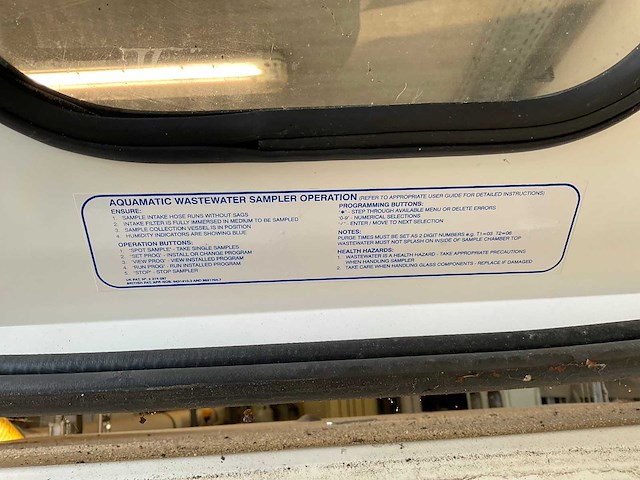 AQUAMATIC WASTEWATER SAMPLER OPERATION (REFER TO APPROPRIATE USER GUIDE FOR DETAILED INSTRUCTIONS)
ENSURE:
1. SAMPLE INTAKE HOSE RUNS WITHOUT SAGS
2. INTAKE FILTER IS FULLY IMMERSED IN MEDIUM TO BE SAMPLED
3. SAMPLE COLLECTION VESSEL IS IN POSITION
4. HUMIDITY INDICATORS ARE SHOWING BLUE.
OPERATION BUTTONS:
1. 'SPOT SAMPLE' - TAKE SINGLE SAMPLES
2. 'SET PROG' - INSTALL OR CHANGE PROGRAM
3. 'VIEW PROG' - VIEW INSTALLED PROGRAM
4. 'RUN PROG' - RUN INSTALLED PROGRAM
5. 'STOP' - STOP SAMPLER
PROGRAMMING BUTTONS:
- STEP THROUGH AVAILABLE MENU OR DELETE ERRORS
'0-9' - NUMERICAL SELECTIONS
- ENTER / MOVE TO NEXT SELECTION
NOTES:
PURGE TIMES MUST BE SET AS 2 DIGIT NUMBERS e.g. T1=03, T2=06
WASTEWATER MUST NOT SPLASH ON INSIDE OF SAMPLE CHAMBER TOP
HEALTH HAZARDS:
1 WASTEWATER IS A HEALTH HAZARD - TAKE APPROPRIATE PRECAUTIONS
WHEN HANDLING SAMPLER
2 TAKE CARE WHEN HANDLING GLASS COMPONENTS - REPLACE IF DAMAGED